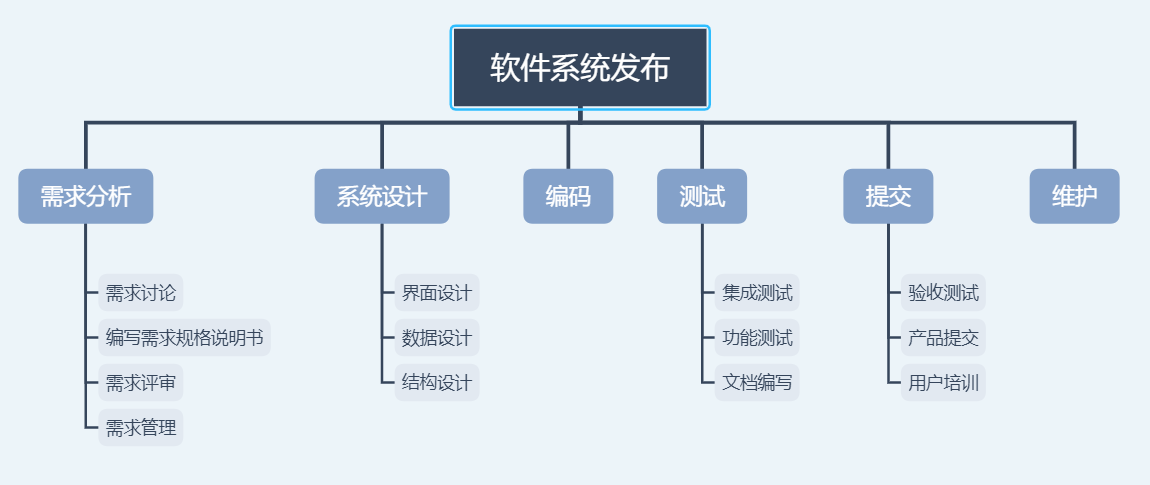 软件系统发布
需求分析
系统设计
编码
测试
提交
维护
需求讨论
编写需求规格说明书
需求评审
需求管理
界面设计
数据设计
结构设计
集成测试
功能测试
文档编写
验收测试
产品提交
用户培训